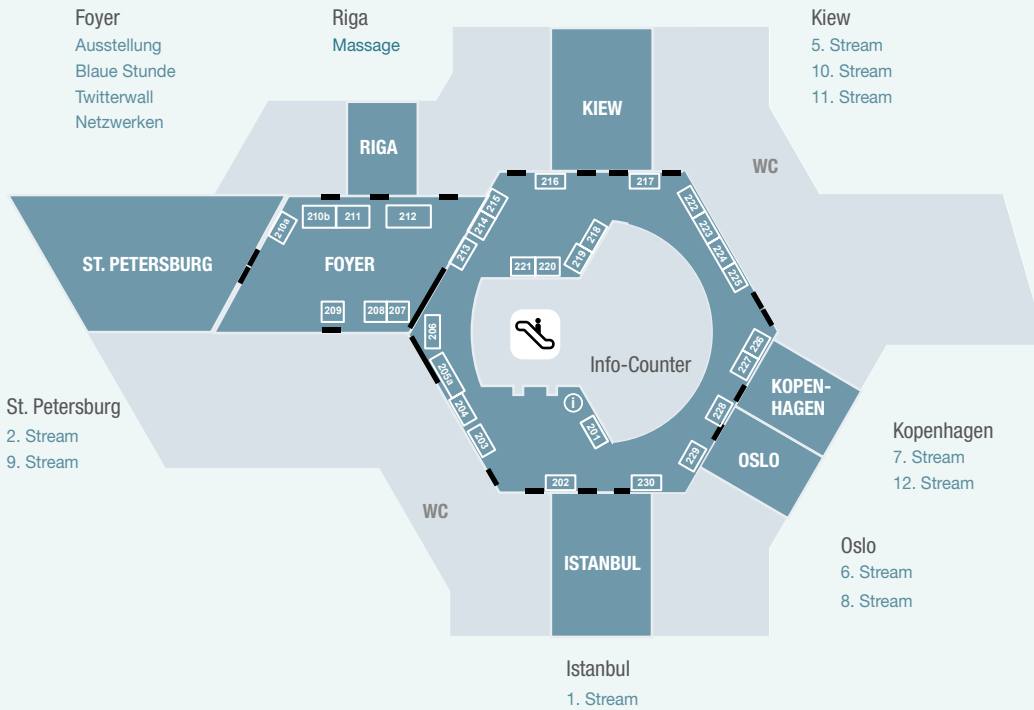 Foyer
Ausstellung
Blaue Stunde
Twitterwall
Netzwerken
Riga
Massage
Kiew
5. Stream
10. Stream
11. Stream
KIEW
RIGA
WC
216
217
210a
210b
211
212
213
214
215
222
223
224
225
218
219
221
220
ST. PETERSBURG
FOYER
209
208
207
206
205a
204
203
Info-Counter
i
201
226
227
228
229
KOPEN-
HAGEN
OSLO
St. Petersburg
2. Stream
9. Stream
Kopenhagen
7. Stream
12. Stream
202
230
WC
ISTANBUL
Oslo
6. Stream
8. Stream
Istanbul
1. Stream